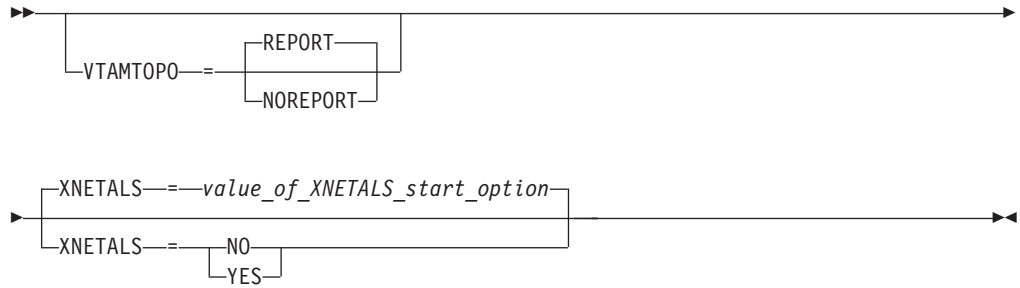 REPORT
VTAMTOPO =
NOREPORT
XNETALS = value_of_XNETALS_start_option
XNETALS = NO
YES